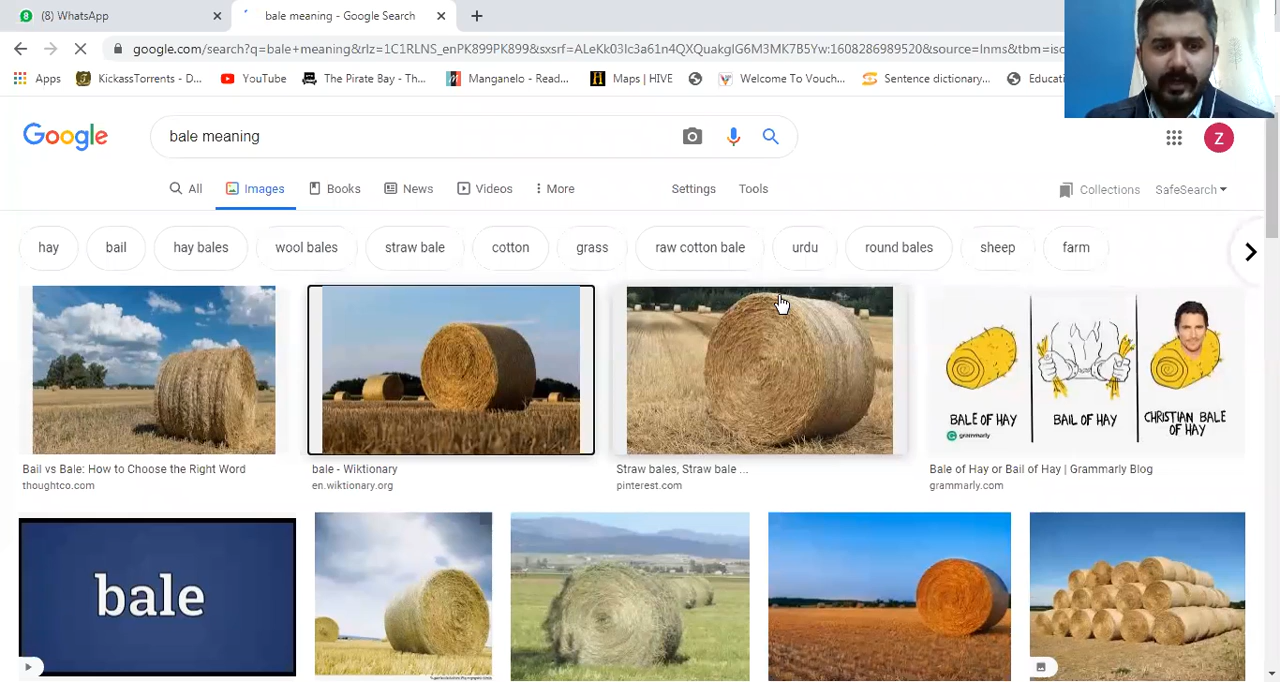 (8) WhatsApp
bale meaning - Google Search
google.com/search?q=bale+meaning&rlz=1C1RLNS_enPK899PK899&sxsrf=ALeKk03Ic3a61n4QXQuakgIG6M3MK7B5Yw:1608286989520&source=lnms&tbm=isc
Apps
KickassTorrents - D...
YouTube
The Pirate Bay - Th...
Manganelo - Read...
Maps | HIVE
Welcome To Vouch...
Sentence dictionary...
Educati
Google
bale meaning
Z
All
Images
Books
News
Videos
More
Settings
Tools
Collections
SafeSearch
hay
bail
hay bales
wool bales
straw bale
cotton
grass
raw cotton bale
urdu
round bales
sheep
farm
BALE OF HAY
BAIL OF HAY
CHRISTIAN BALE
OF HAY
grammarly
Bail vs Bale: How to Choose the Right Word
thoughtco.com
bale - Wiktionary
en.wiktionary.org
Straw bales, Straw bale ...
pinterest.com
Bale of Hay or Bail of Hay | Grammarly Blog
grammarly.com
bale